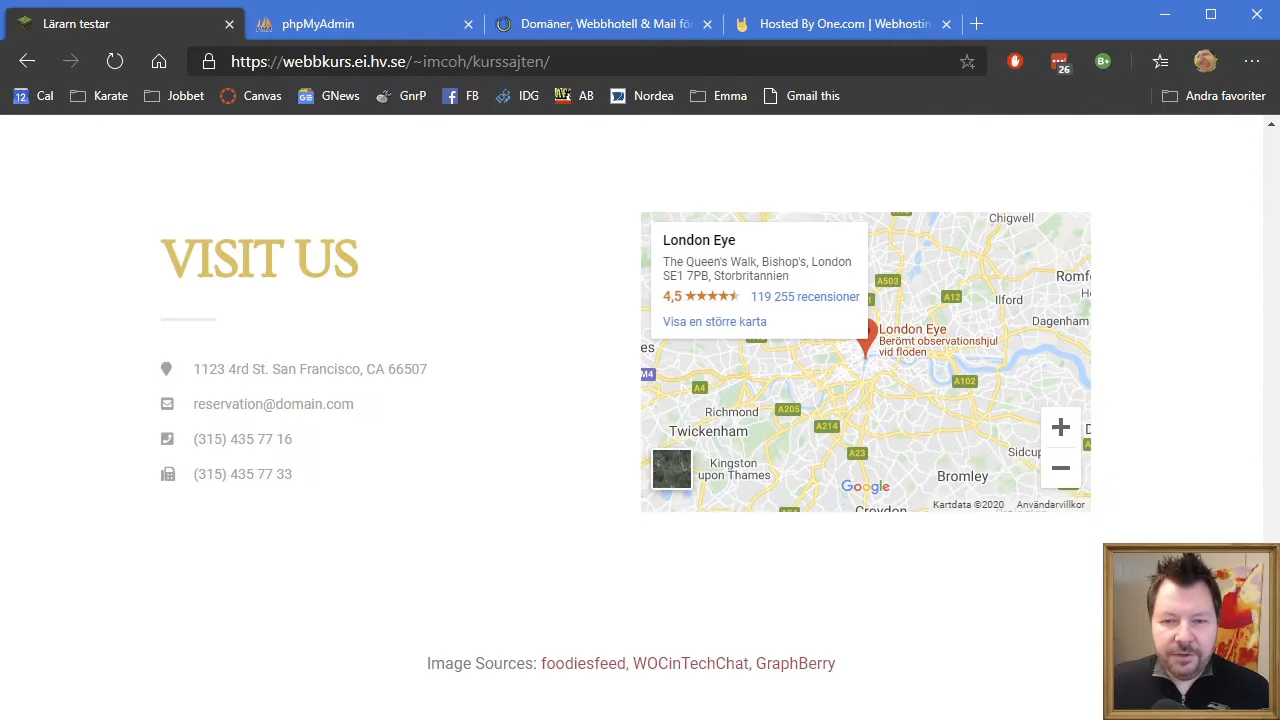 Lärarn testar
phpMyAdmin
Domäner, Webbhotell & Mail fö
Hosted By One.com | Webhostin
https://webbkurs.ei.hv.se/~imcoh/kurssajten/
26
B+
12 Cal
Karate
Jobbet
Canvas
GNews
GnrP
FB
IDG
AB
Nordea
Emma
Gmail this
Andra favoriter
VISIT US
1123 4rd St. San Francisco, CA 66507
reservation@domain.com
(315) 435 77 16
(315) 435 77 33
London Eye
The Queen's Walk, Bishop's, London
SE1 7PB, Storbritannien
4,5
119 255 recensioner
Visa en större karta
Chigwell
A503
A12
Romf
Ilford
Dagenham
London Eye
Berömt observationshjul
vid floden
es
M4
A4
A102
Richmond
A205
A214
Twickenham
A23
Sidcup
Kingston
upon Thames
Bromley
Google
Croydon
Kartdata ©2020
Användarvillkor
Image Sources: foodiesfeed, WOCinTechChat, GraphBerry